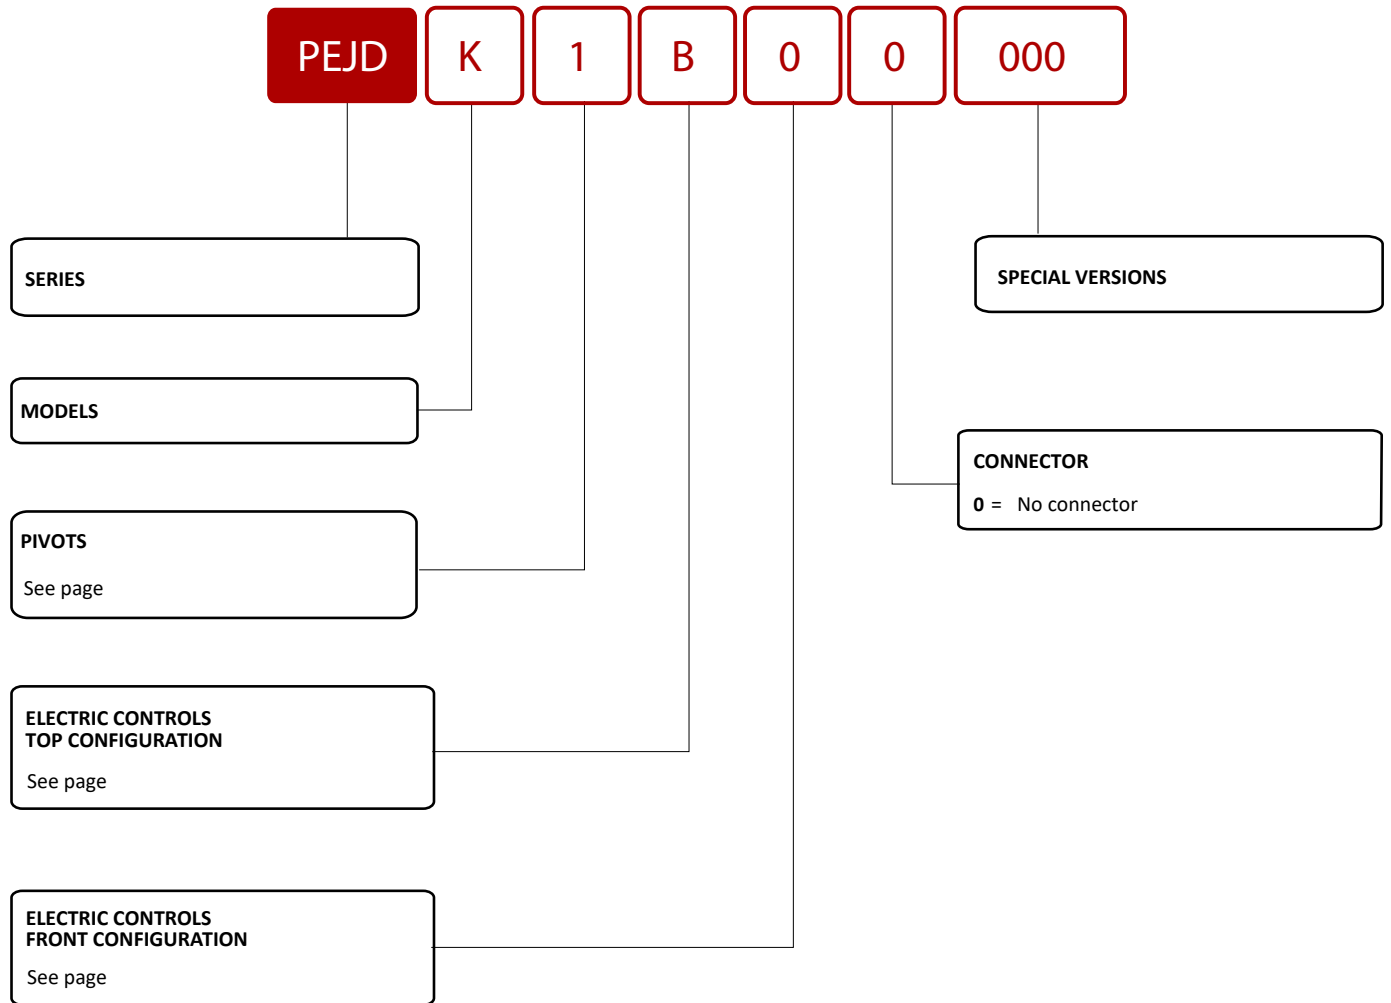 PEJD K 1 B 0 0 000
SERIES
SPECIAL VERSIONS
MODELS
CONNECTOR
0 = No connector
PIVOTS
See page
ELECTRIC CONTROLS
TOP CONFIGURATION
See page
ELECTRIC CONTROLS
FRONT CONFIGURATION
See page